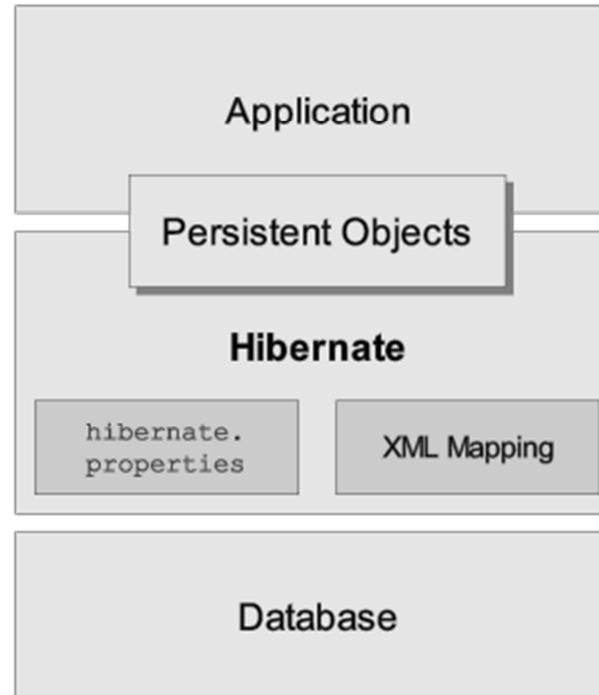 Application
Persistent Objects
Hibernate
hibernate.
properties
XML Mapping
Database